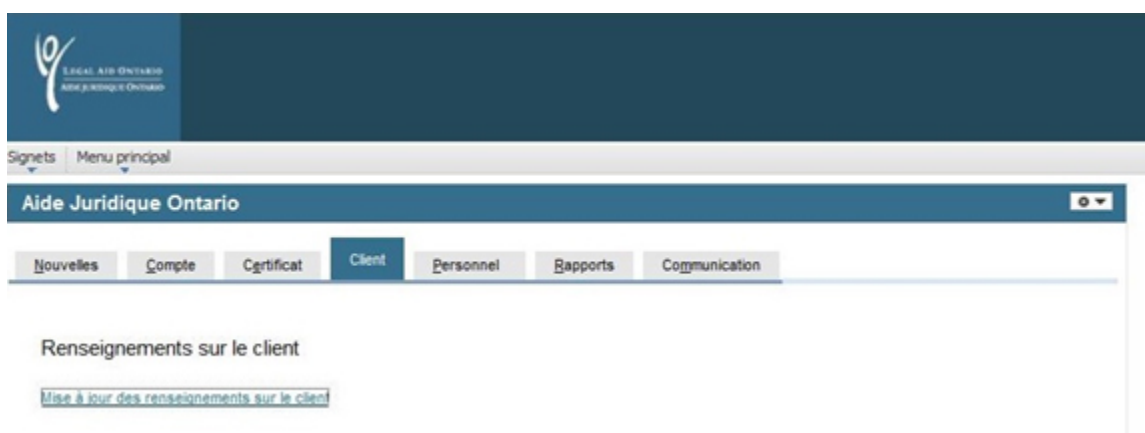 LEGAL AID ONTARIO
AIDE JURIDIQUE ONTARIO
Signets Menu principal
Aide Juridique Ontario
Nouvelles Compte Certificat Client Personnel Rapports Communication
Renseignements sur le client
Mise à jour des renseignements sur le client